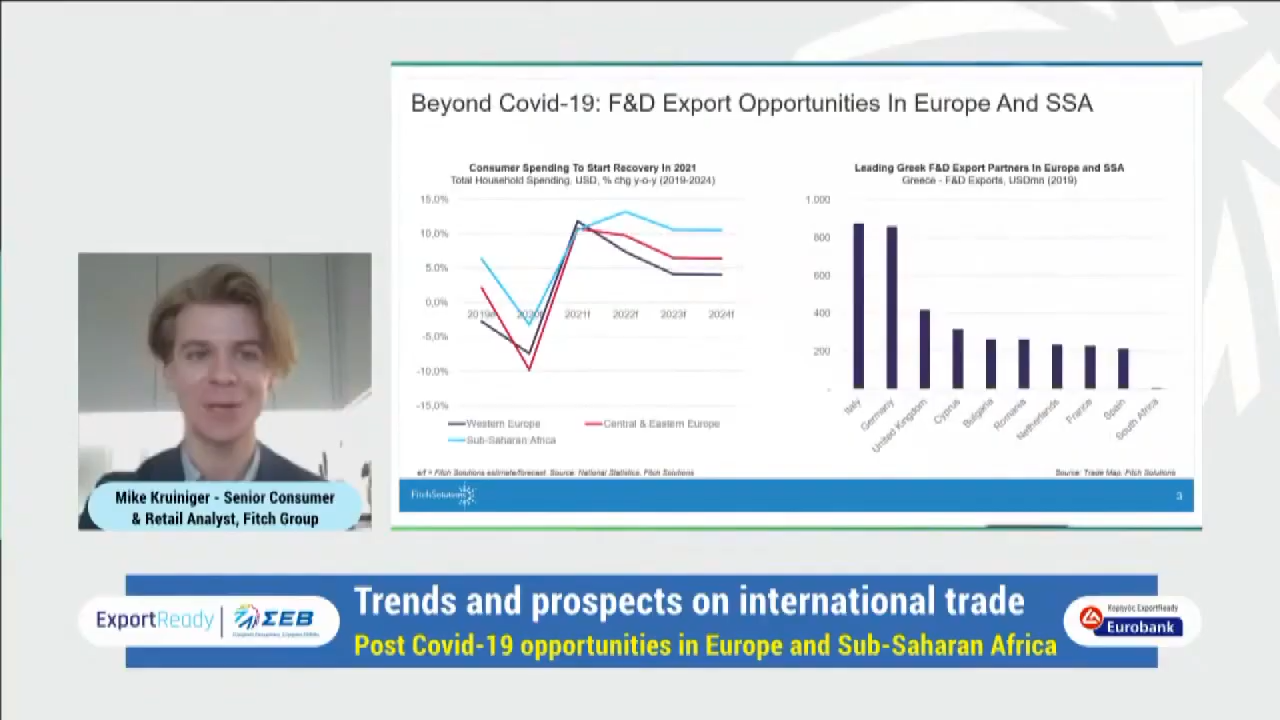 Beyond Covid-19: F&D Export Opportunities In Europe And SSA
Consumer Spending To Start Recovery In 2021
Total Household Spending, USD, % chg y-o-y (2019-2024)
15,0%
10,0%
5,0%
0,0%
-5,0%
-10,0%
-15,0%
2021f
2022f
2023f
2024f
Western Europe
Central & Eastern Europe
Sub-Saharan Africa
e/f = Fitch Solutions estimate/forecast. Source: National Statistics, Fitch Solutions
Leading Greek F&D Export Partners In Europe and SSA
Greece - F&D Exports, USDmn (2019)
1.000
800
600
400
200
-
Italy
Germany
United Kingdom
Cyprus
Bulgaria
Romania
Netherlands
France
Spain
South Africa
Source: Trade Map, Fitch Solutions
FitchSolutions
3
Mike Kruiniger - Senior Consumer
& Retail Analyst, Fitch Group
ExportReady
ΣΕΒ
Trends and prospects on international trade
Post Covid-19 opportunities in Europe and Sub-Saharan Africa
Χορηγός ExportReady
Eurobank